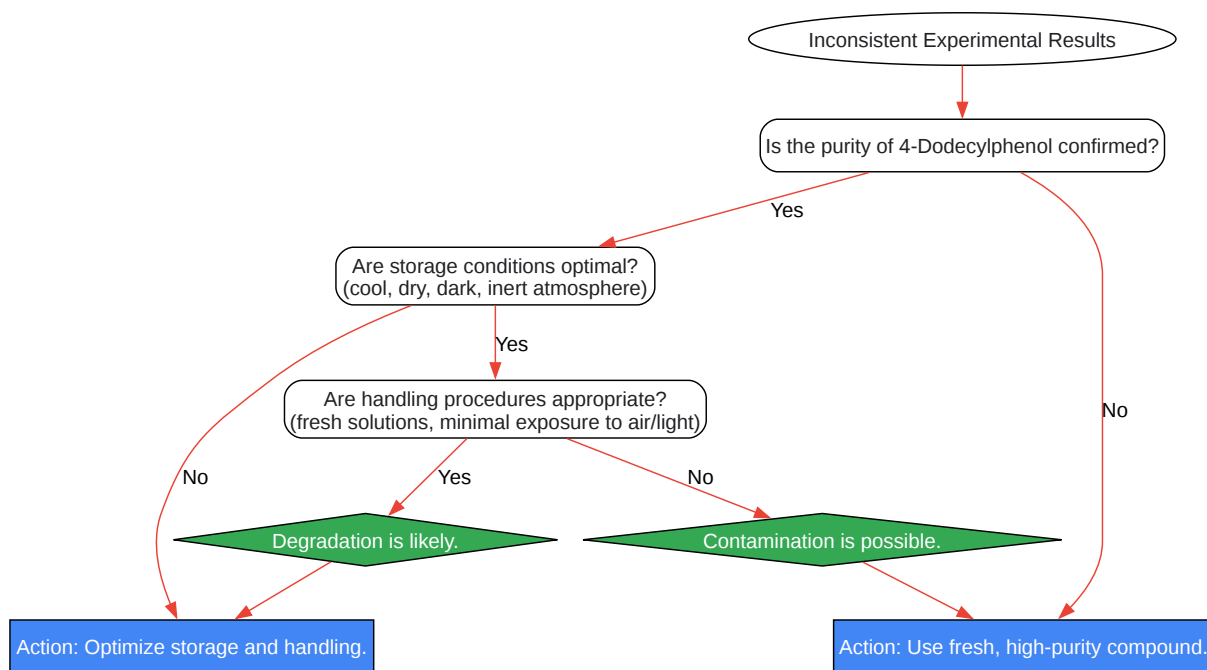 Inconsistent Experimental Results
Is the purity of 4-Dodecylphenol confirmed?
Yes
Are storage conditions optimal?
(cool, dry, dark, inert atmosphere)
Yes
Are handling procedures appropriate?
(fresh solutions, minimal exposure to air/light)
No
No
Yes
No
Degradation is likely.
Contamination is possible.
Action: Optimize storage and handling.
Action: Use fresh, high-purity compound.